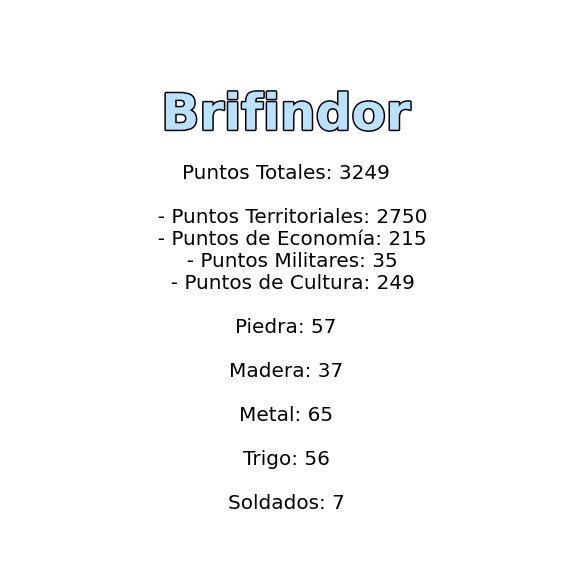 Brifindor
Puntos Totales: 3249
- Puntos Territoriales: 2750
- Puntos de Economía: 215
- Puntos Militares: 35
- Puntos de Cultura: 249
Piedra: 57
Madera: 37
Metal: 65
Trigo: 56
Soldados: 7